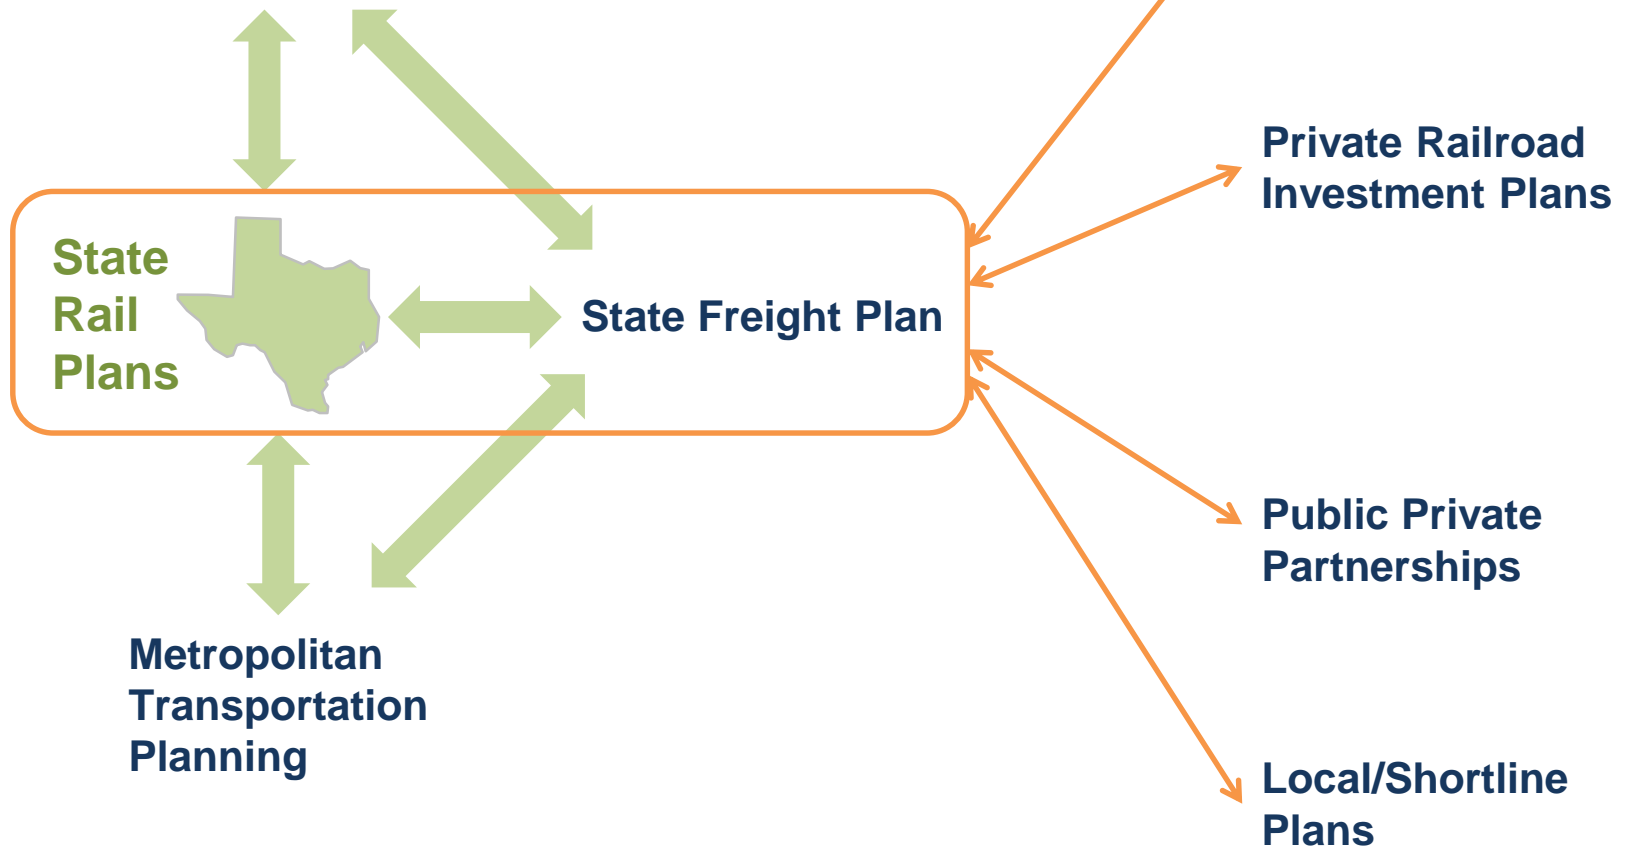 State
Rail
Plans
State Freight Plan
Metropolitan
Transportation
Planning
Private Railroad
Investment Plans
Public Private
Partnerships
Local/Shortline
Plans